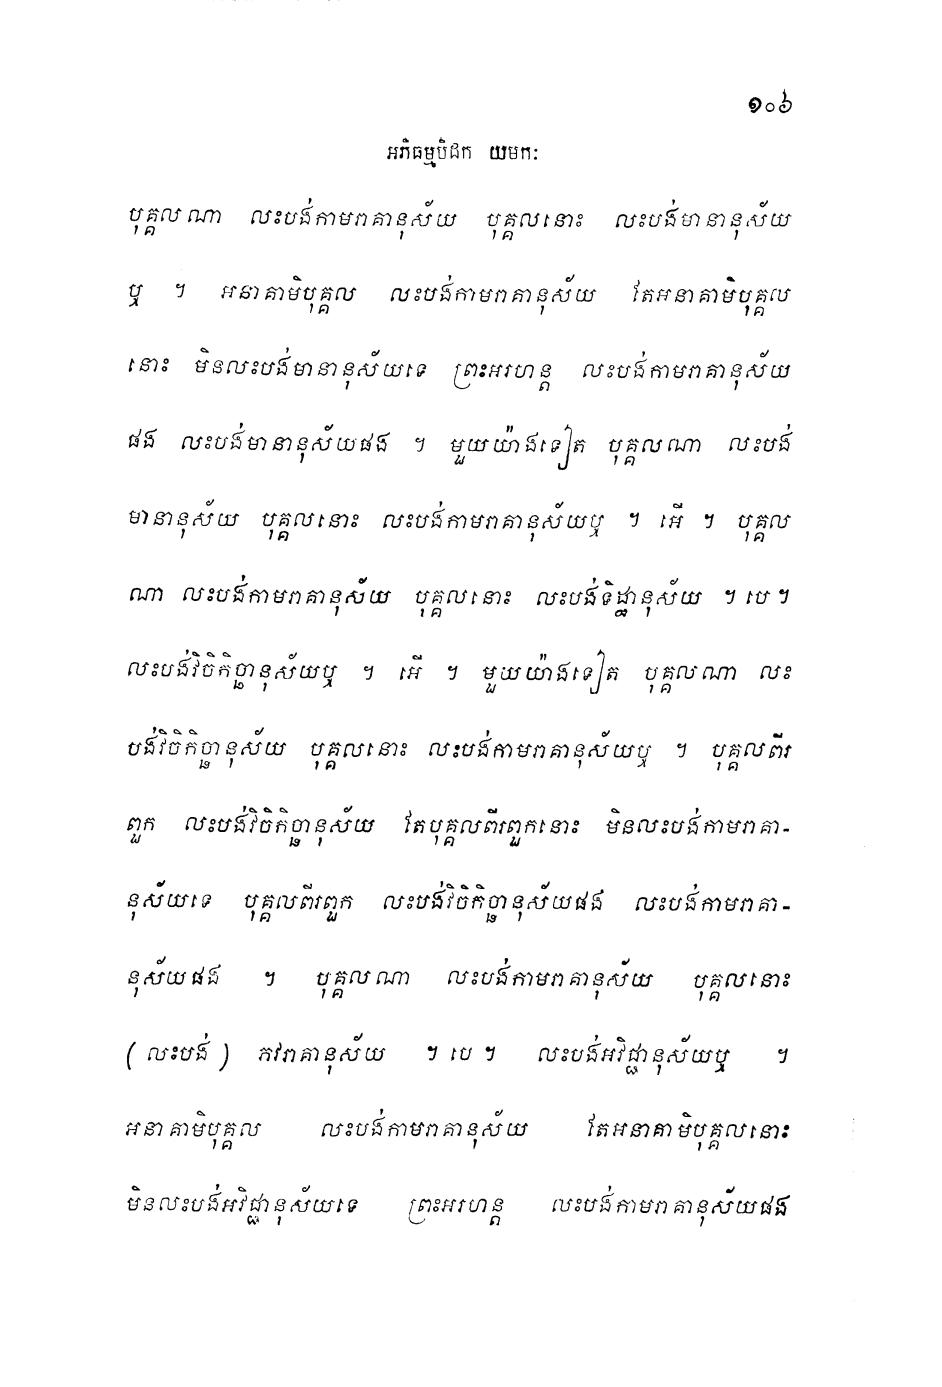 ១០៦
អភិធម្មបិដក យមកៈ
បុគ្គលណា លះបង់កាមរាគានុស័យ បុគ្គលនោះ លះបង់មានានុស័យ
ឬ ។ អនាគាមិបុគ្គល លះបង់កាមរាគានុស័យ តែអនាគាមិបុគ្គល
នោះ មិនលះបង់មានានុស័យទេ ព្រះអរហន្ត លះបង់កាមរាគានុស័យ
ផង លះបង់មានានុស័យផង ។ មួយយ៉ាងទៀត បុគ្គលណា លះបង់
មានានុស័យ បុគ្គលនោះ លះបង់កាមរាគានុស័យឬ ។ អើ ។ បុគ្គល
ណា លះបង់កាមរាគានុស័យ បុគ្គលនោះ លះបង់ទិដ្ឋានុស័យ ។ បេ ។
លះបង់វិចិកិច្ឆានុស័យឬ ។ អើ ។ មួយយ៉ាងទៀត បុគ្គលណា លះ
បង់វិចិកិច្ឆានុស័យ បុគ្គលនោះ លះបង់កាមរាគានុស័យឬ ។ បុគ្គលពីរ
ពួក លះបង់វិចិកិច្ឆានុស័យ តែបុគ្គលពីរពួកនោះ មិនលះបង់កាមរាគា-
នុស័យទេ បុគ្គលពីរពួក លះបង់វិចិកិច្ឆានុស័យផង លះបង់កាមរាគា-
នុស័យផង ។ បុគ្គលណា លះបង់កាមរាគានុស័យ បុគ្គលនោះ
(លះបង់) ភវរាគានុស័យ ។ បេ ។ លះបង់អវិជ្ជានុស័យឬ ។
អនាគាមិបុគ្គល លះបង់កាមរាគានុស័យ តែអនាគាមិបុគ្គលនោះ
មិនលះបង់អវិជ្ជានុស័យទេ ព្រះអរហន្ត លះបង់កាមរាគានុស័យផង